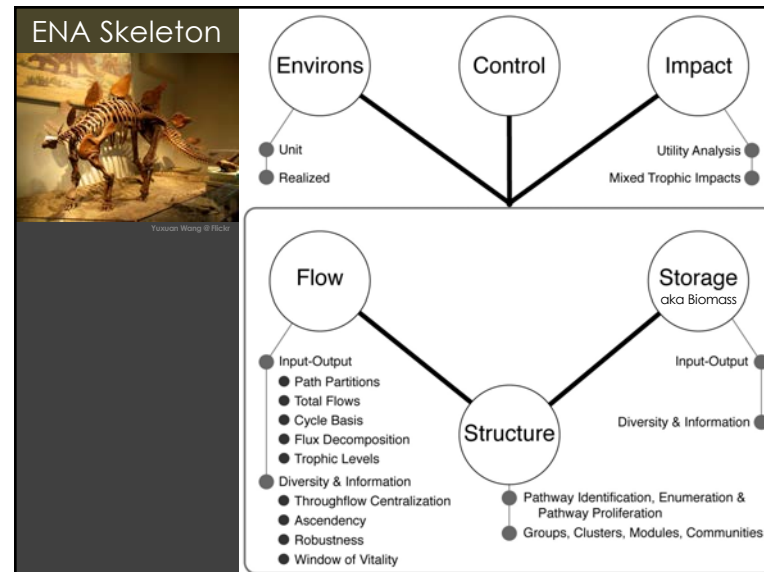 ENA Skeleton
Yuxuan Wang @ Flickr
Environs
Control
Impact
Unit
Realized
Utility Analysis
Mixed Trophic Impacts
Flow
Storage
aka Biomass
Input-Output
Path Partitions
Total Flows
Cycle Basis
Flux Decomposition
Trophic Levels
Diversity & Information
Throughflow Centralization
Ascendency
Robustness
Window of Vitality
Input-Output
Diversity & Information
Structure
Pathway Identification, Enumeration &
Pathway Proliferation
Groups, Clusters, Modules, Communities